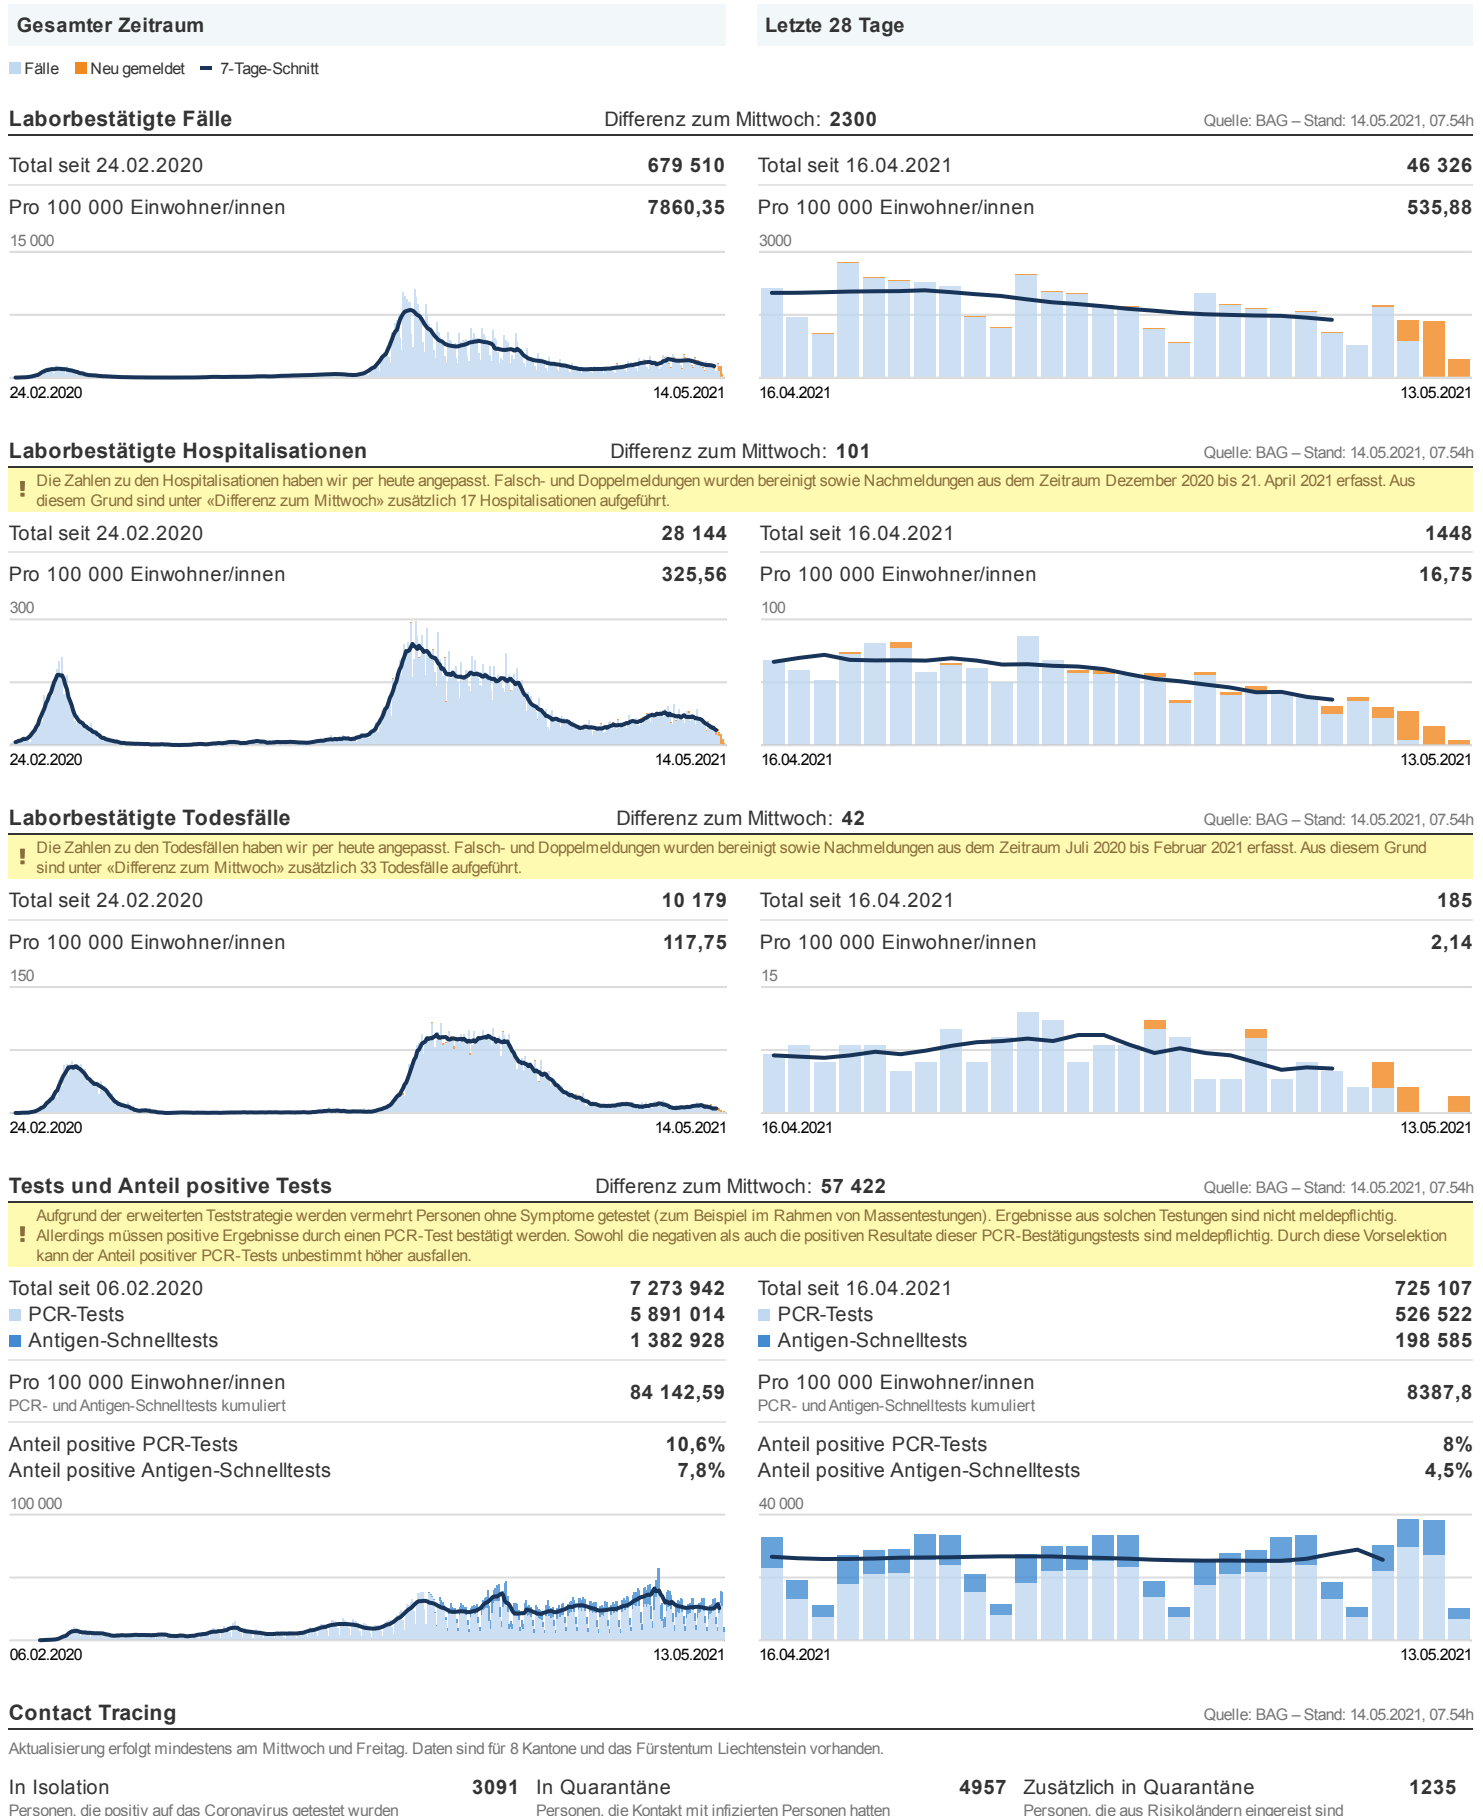 Gesamter Zeitraum
Letzte 28 Tage
Fälle Neu gemeldet 7-Tage-Schnitt
Laborbestätigte Fälle Differenz zum Mittwoch: 2300 Quelle: BAG – Stand: 14.05.2021, 07.54h
Total seit 24.02.2020 679 510
Pro 100 000 Einwohner/innen 7860,35
15 000
24.02.2020 14.05.2021
Total seit 16.04.2021 46 326
Pro 100 000 Einwohner/innen 535,88
3000
16.04.2021 13.05.2021
Laborbestätigte Hospitalisationen Differenz zum Mittwoch: 101 Quelle: BAG – Stand: 14.05.2021, 07.54h
! Die Zahlen zu den Hospitalisationen haben wir per heute angepasst. Falsch- und Doppelmeldungen wurden bereinigt sowie Nachmeldungen aus dem Zeitraum Dezember 2020 bis 21. April 2021 erfasst. Aus
diesem Grund sind unter «Differenz zum Mittwoch» zusätzlich 17 Hospitalisationen aufgeführt.
Total seit 24.02.2020 28 144
Pro 100 000 Einwohner/innen 325,56
300
24.02.2020 14.05.2021
Total seit 16.04.2021 1448
Pro 100 000 Einwohner/innen 16,75
100
16.04.2021 13.05.2021
Laborbestätigte Todesfälle Differenz zum Mittwoch: 42 Quelle: BAG – Stand: 14.05.2021, 07.54h
! Die Zahlen zu den Todesfällen haben wir per heute angepasst. Falsch- und Doppelmeldungen wurden bereinigt sowie Nachmeldungen aus dem Zeitraum Juli 2020 bis Februar 2021 erfasst. Aus diesem Grund
sind unter «Differenz zum Mittwoch» zusätzlich 33 Todesfälle aufgeführt.
Total seit 24.02.2020 10 179
Pro 100 000 Einwohner/innen 117,75
150
24.02.2020 14.05.2021
Total seit 16.04.2021 185
Pro 100 000 Einwohner/innen 2,14
15
16.04.2021 13.05.2021
Tests und Anteil positive Tests Differenz zum Mittwoch: 57 422 Quelle: BAG – Stand: 14.05.2021, 07.54h
Aufgrund der erweiterten Teststrategie werden vermehrt Personen ohne Symptome getestet (zum Beispiel im Rahmen von Massentestungen). Ergebnisse aus solchen Testungen sind nicht meldepflichtig.
! Allerdings müssen positive Ergebnisse durch einen PCR-Test bestätigt werden. Sowohl die negativen als auch die positiven Resultate dieser PCR-Bestätigungstests sind meldepflichtig. Durch diese Vorselektion
kann der Anteil positiver PCR-Tests unbestimmt höher ausfallen.
Total seit 06.02.2020 7 273 942
PCR-Tests 5 891 014
Antigen-Schnelltests 1 382 928
Pro 100 000 Einwohner/innen 84 142,59
PCR- und Antigen-Schnelltests kumuliert
Anteil positive PCR-Tests 10,6%
Anteil positive Antigen-Schnelltests 7,8%
100 000
06.02.2020 13.05.2021
Total seit 16.04.2021 725 107
PCR-Tests 526 522
Antigen-Schnelltests 198 585
Pro 100 000 Einwohner/innen 8387,8
PCR- und Antigen-Schnelltests kumuliert
Anteil positive PCR-Tests 8%
Anteil positive Antigen-Schnelltests 4,5%
40 000
16.04.2021 13.05.2021
Contact Tracing Quelle: BAG – Stand: 14.05.2021, 07.54h
Aktualisierung erfolgt mindestens am Mittwoch und Freitag. Daten sind für 8 Kantone und das Fürstentum Liechtenstein vorhanden.
In Isolation 3091
Personen, die positiv auf das Coronavirus getestet wurden
In Quarantäne 4957
Personen, die Kontakt mit infizierten Personen hatten
Zusätzlich in Quarantäne 1235
Personen, die aus Risikoländern eingereist sind